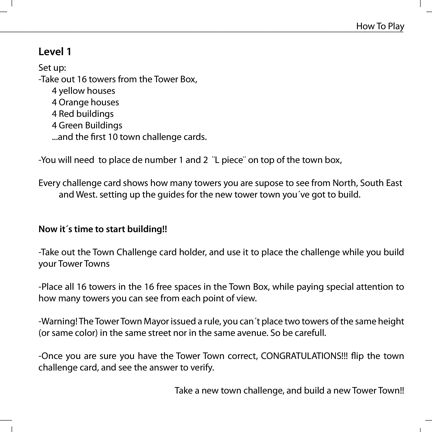 How To Play
Level 1
Set up:
-Take out 16 towers from the Tower Box,
4 yellow houses
4 Orange houses
4 Red buildings
4 Green Buildings
...and the first 10 town challenge cards.
-You will need to place de number 1 and 2 ¨L piece¨ on top of the town box,
Every challenge card shows how many towers you are supose to see from North, South East
and West. setting up the guides for the new tower town you´ve got to build.
Now it´s time to start building!!
-Take out the Town Challenge card holder, and use it to place the challenge while you build
your Tower Towns
-Place all 16 towers in the 16 free spaces in the Town Box, while paying special attention to
how many towers you can see from each point of view.
-Warning! The Tower Town Mayor issued a rule, you can´t place two towers of the same height
(or same color) in the same street nor in the same avenue. So be carefull.
-Once you are sure you have the Tower Town correct, CONGRATULATIONS!!! flip the town
challenge card, and see the answer to verify.
Take a new town challenge, and build a new Tower Town!!